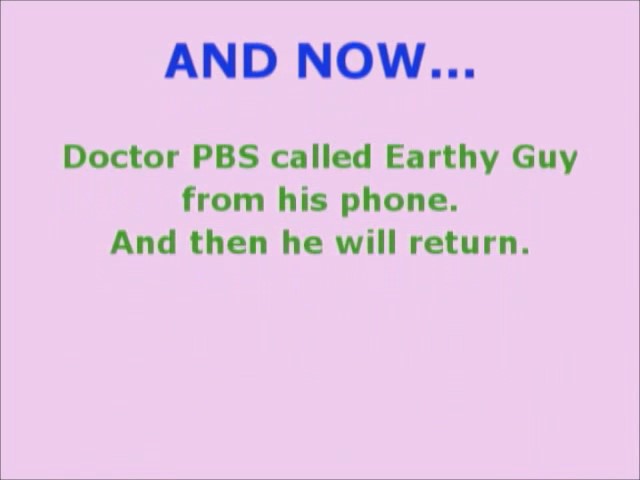 AND NOW...
Doctor PBS called Earthy Guy
from his phone.
And then he will return.